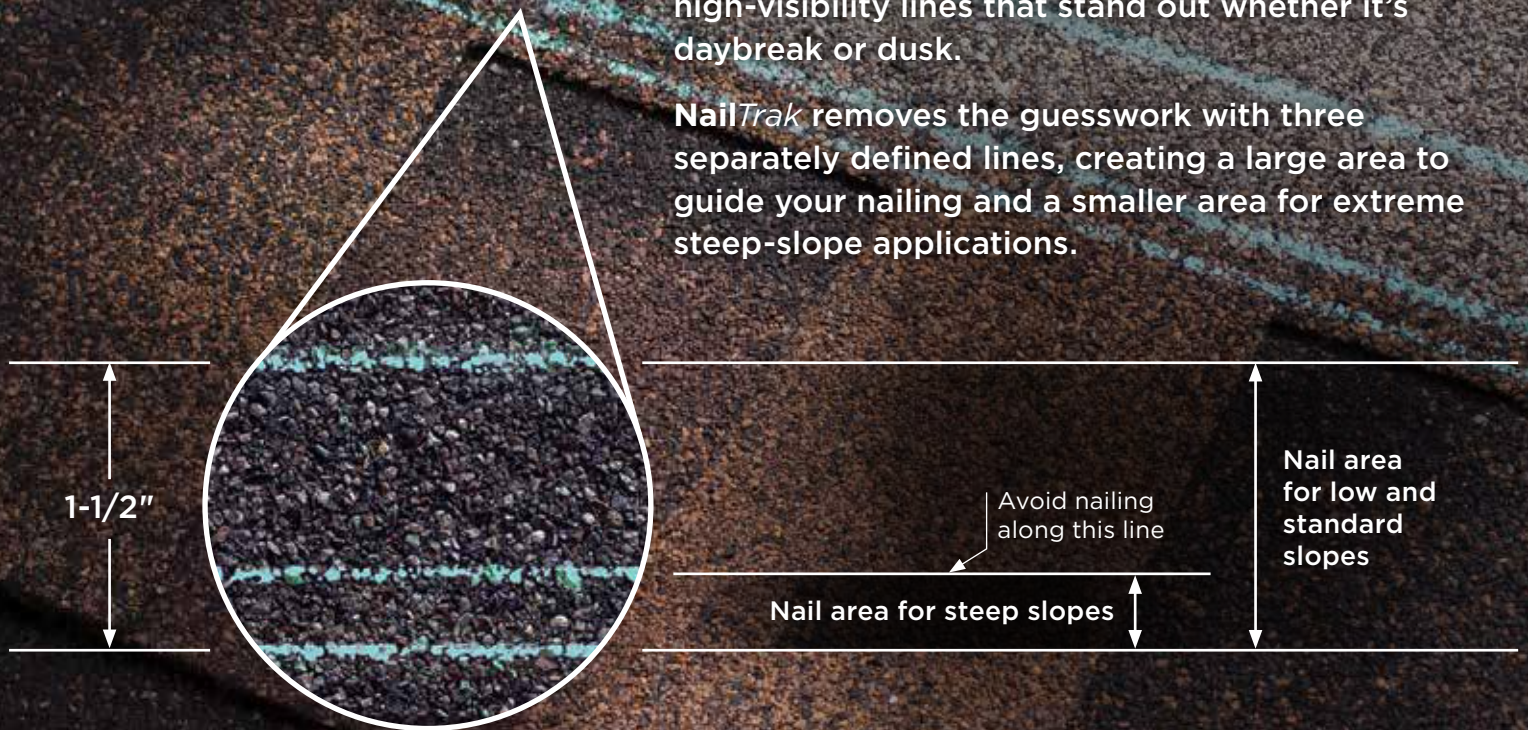 high-visibility lines that stand out whether it's
daybreak or dusk.
NailTrak removes the guesswork with three
separately defined lines, creating a large area to
guide your nailing and a smaller area for extreme
steep-slope applications.
1-1/2"
Avoid nailing
along this line
Nail area for steep slopes
Nail area
for low and
standard
slopes